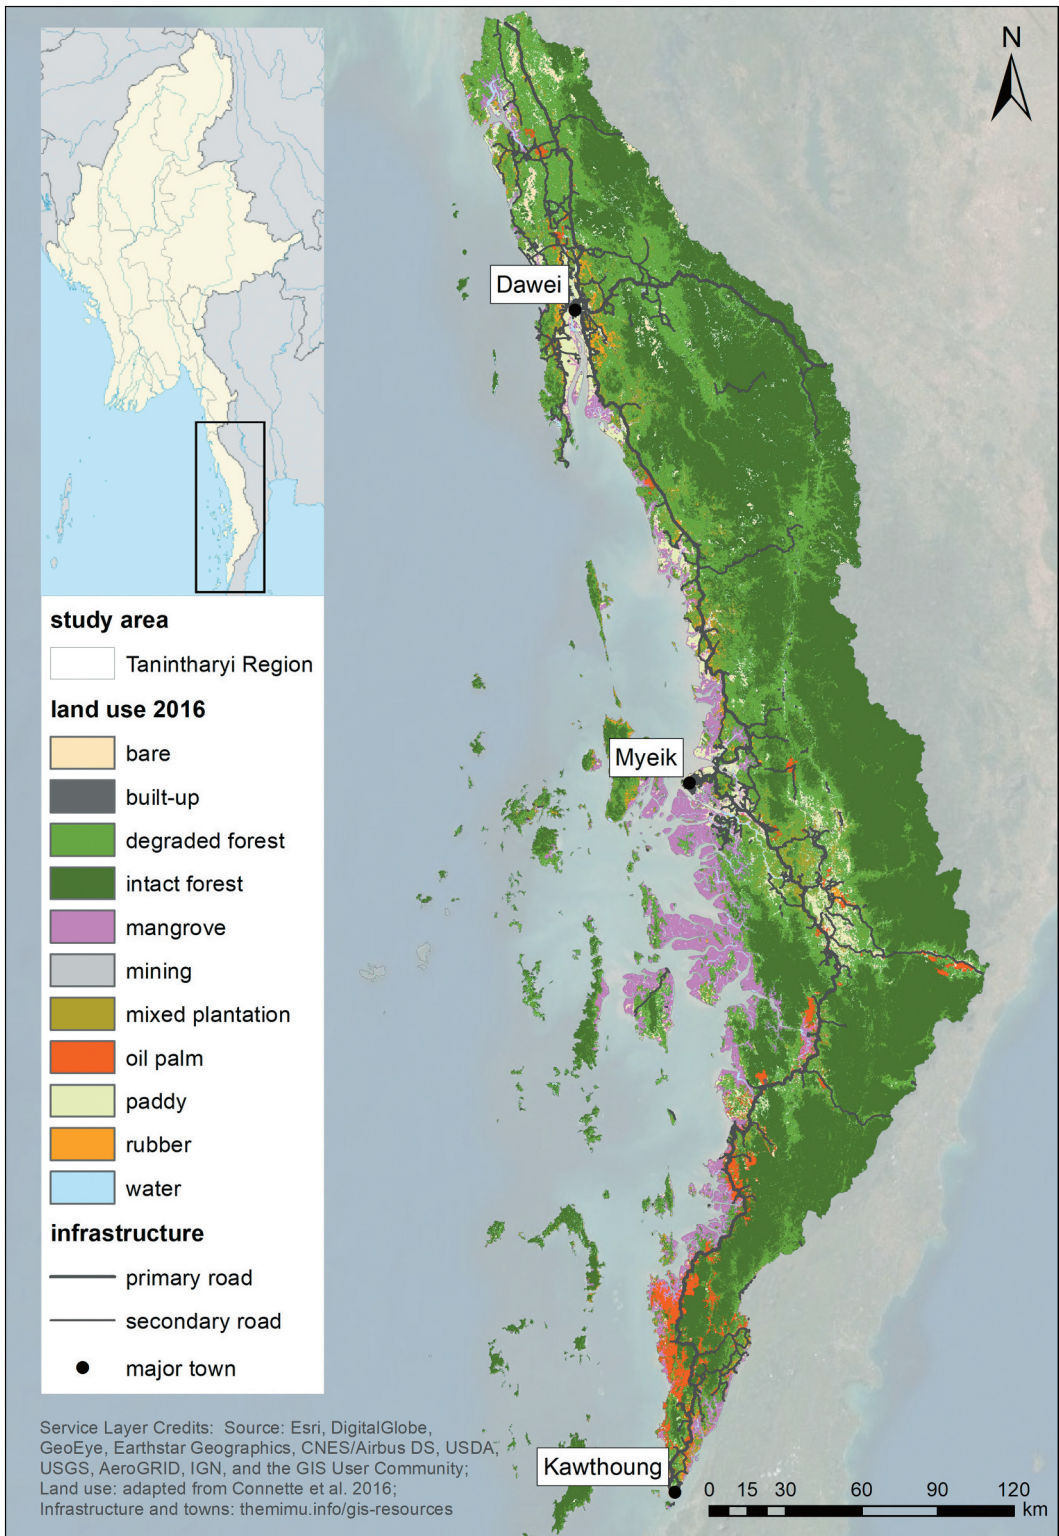 N
Dawei
Myeik
Kawthoung
study area
Tanintharyi Region
land use 2016
bare
built-up
degraded forest
intact forest
mangrove
mining
mixed plantation
oil palm
paddy
rubber
water
infrastructure
primary road
secondary road
major town
Service Layer Credits: Source: Esri, DigitalGlobe,
GeoEye, Earthstar Geographics, CNES/Airbus DS, USDA,
USGS, AeroGRID, IGN, and the GIS User Community;
Land use: adapted from Connette et al. 2016;
Infrastructure and towns: themimu.info/gis-resources
0 15 30 60 90 120
km